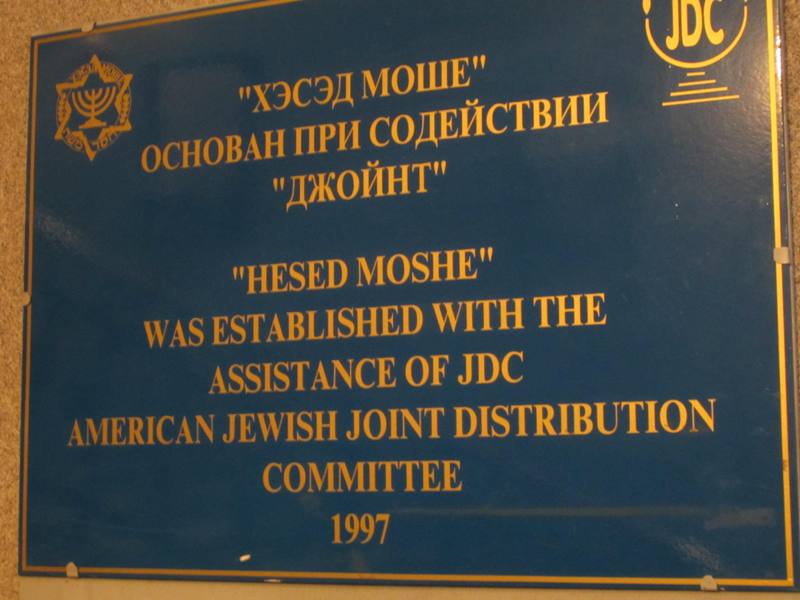 JDC
"ХЭСЭД МОШЕ"
ОСНОВАН ПРИ СОДЕЙСТВИИ
"ДЖОЙНТ"
"HESED MOSHE"
WAS ESTABLISHED WITH THE
ASSISTANCE OF JDC
AMERICAN JEWISH JOINT DISTRIBUTION
COMMITTEE
1997